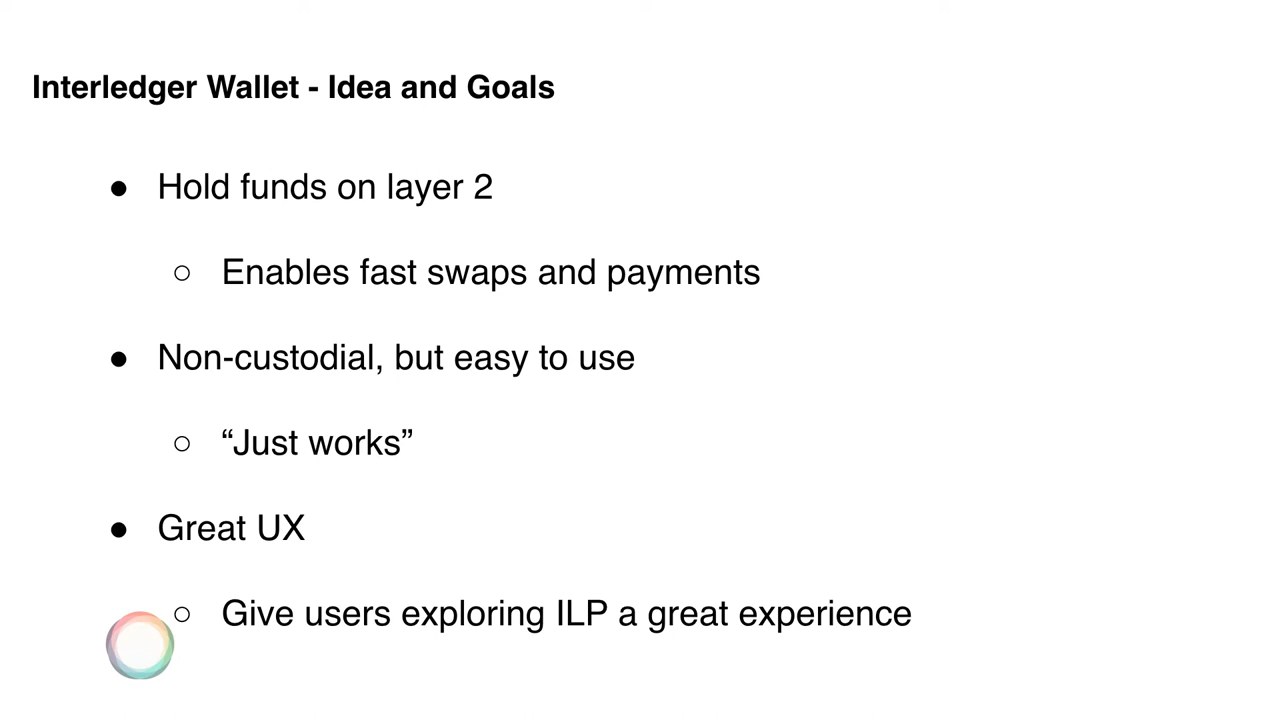 Interledger Wallet - Idea and Goals
● Hold funds on layer 2
○ Enables fast swaps and payments
● Non-custodial, but easy to use
○ “Just works”
● Great UX
○ Give users exploring ILP a great experience